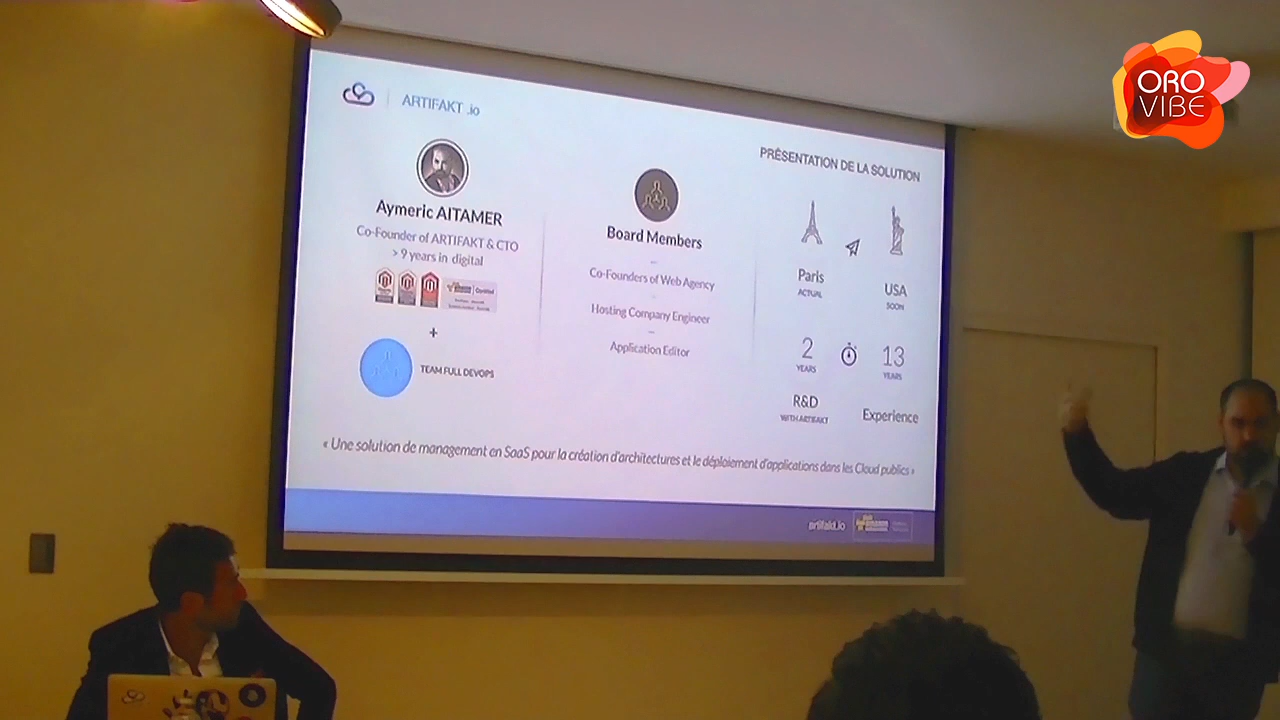 ORO
VIBE
ARTIFAKT .io
PRÉSENTATION DE LA SOLUTION
Aymeric AITAMER
Co-Founder of ARTIFAKT & CTO
> 9 years in digital
+
TEAM FULL DEVOPS
Board Members
Co-Founders of Web Agency
Hosting Company Engineer
Application Editor
Paris
ACTUAL
USA
SOON
2
YEARS
13
YEARS
R&D
WITH ARTIFAKT
Experience
« Une solution de management en SaaS pour la création d'architectures et le déploiement d'applications dans les Cloud publics »
artifakt.io